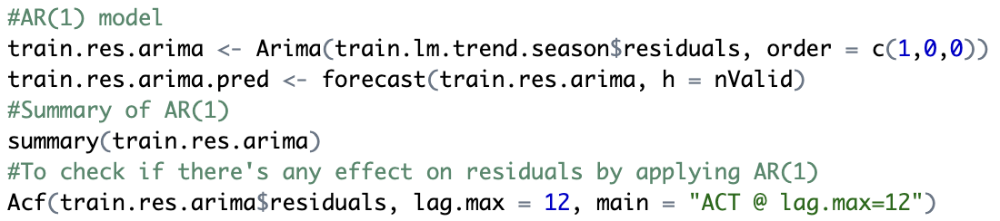 #AR(1) model
train.res.arima <- Arima(train.lm.trend.season$residuals, order = c(1,0,0))
train.res.arima.pred <- forecast(train.res.arima, h = nValid)
#Summary of AR(1)
summary(train.res.arima)
#To check if there's any effect on residuals by applying AR(1)
Acf(train.res.arima$residuals, lag.max = 12, main = "ACT @ lag.max=12")